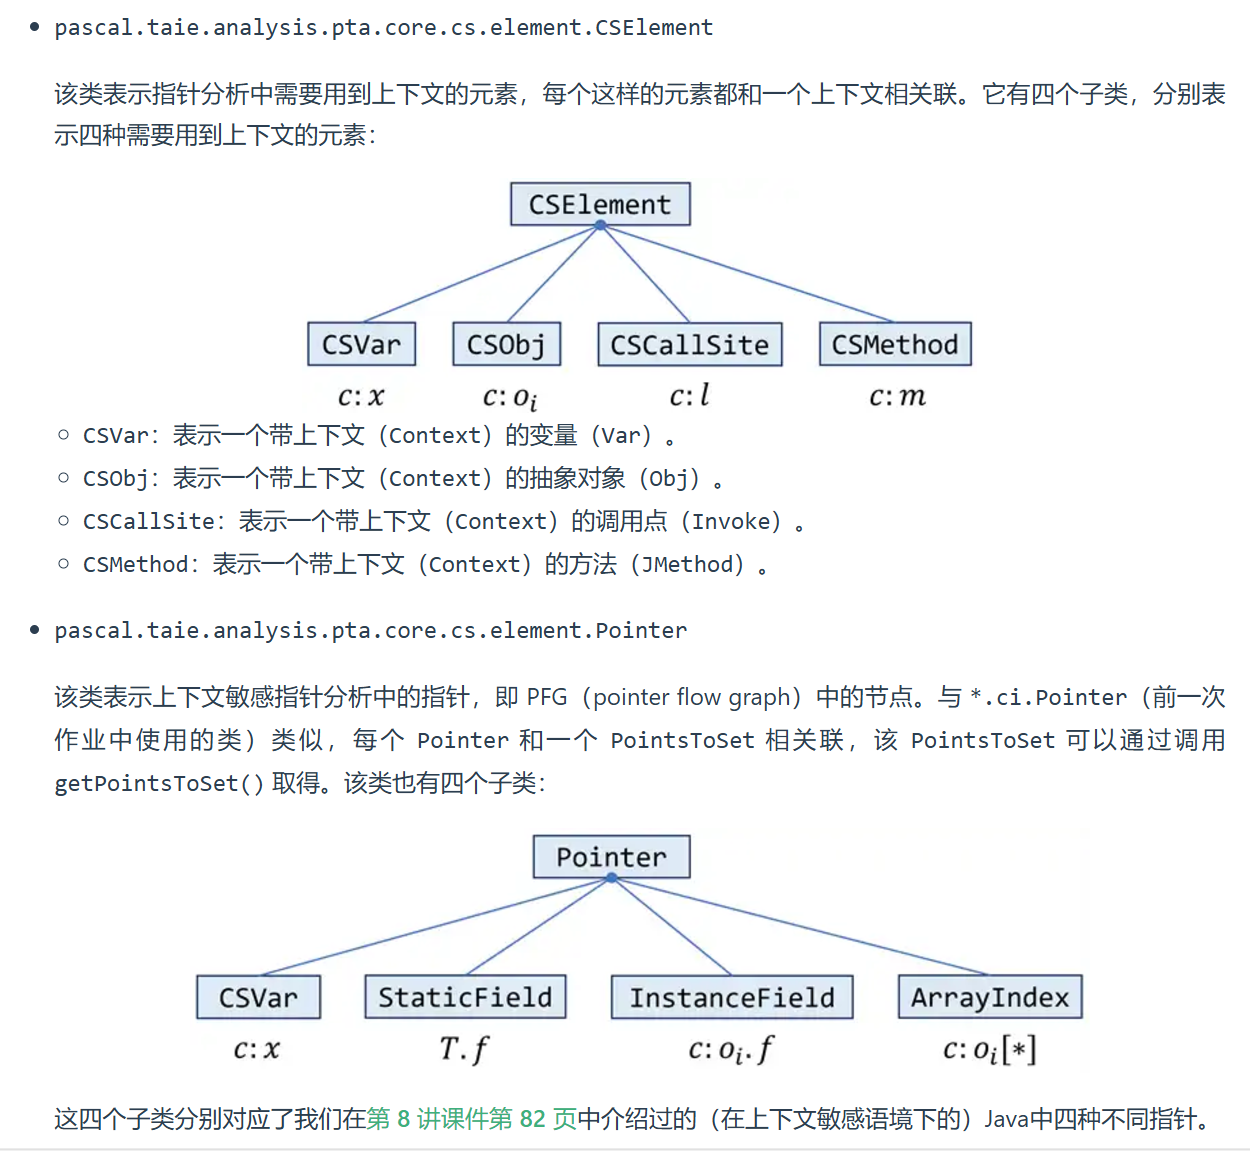 pascal.taie.analysis.pta.core.cs.element.CSElement
该类表示指针分析中需要用到上下文的元素，每个这样的元素都和一个上下文相关联。它有四个子类，分别表
示四种需要用到上下文的元素：
CSElement
CSVar CSObj CSCallSite CSMethod
c: x c: oᵢ c: l c: m
CSVar：表示一个带上下文（Context）的变量（Var）。
CSObj：表示一个带上下文（Context）的抽象对象（Obj）。
CSCallSite：表示一个带上下文（Context）的调用点（Invoke）。
CSMethod：表示一个带上下文（Context）的方法（JMethod）。
pascal.taie.analysis.pta.core.cs.element.Pointer
该类表示上下文敏感指针分析中的指针，即 PFG（pointer flow graph）中的节点。与 *.ci.Pointer（前一次
作业中使用的类）类似，每个 Pointer 和一个 PointsToSet 相关联，该 PointsToSet 可以通过调用
getPointsToSet() 取得。该类也有四个子类：
Pointer
CSVar StaticField InstanceField ArrayIndex
c: x T. f c: oᵢ. f c: oᵢ[*]
这四个子类分别对应了我们在第 8 讲课件第 82 页中介绍过的（在上下文敏感语境下的）Java中四种不同指针。